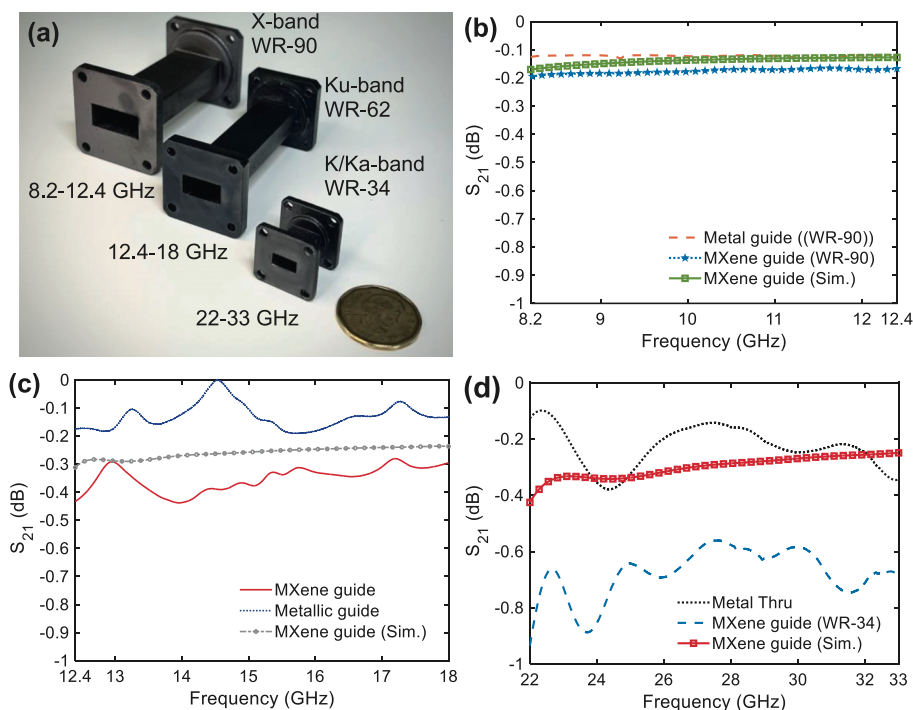 (a)
X-band
WR-90
Ku-band
WR-62
K/Ka-band
WR-34
8.2-12.4 GHz
12.4-18 GHz
22-33 GHz
(b)
0
-0.1
-0.2
-0.3
-0.4
-0.5
-0.6
-0.7
-0.8
-0.9
-1
S21 (dB)
Metal guide ((WR-90))
MXene guide (WR-90)
MXene guide (Sim.)
8.2 9 10 11 12 12.4
Frequency (GHz)
(c)
0
-0.1
-0.2
-0.3
-0.4
-0.5
-0.6
-0.7
-0.8
-0.9
-1
S21 (dB)
MXene guide
Metallic guide
MXene guide (Sim.)
12.4 13 14 15 16 17 18
Frequency (GHz)
(d)
0
-0.2
-0.4
-0.6
-0.8
-1
S21 (dB)
Metal Thru
MXene guide (WR-34)
MXene guide (Sim.)
22 24 26 28 30 32 33
Frequency (GHz)